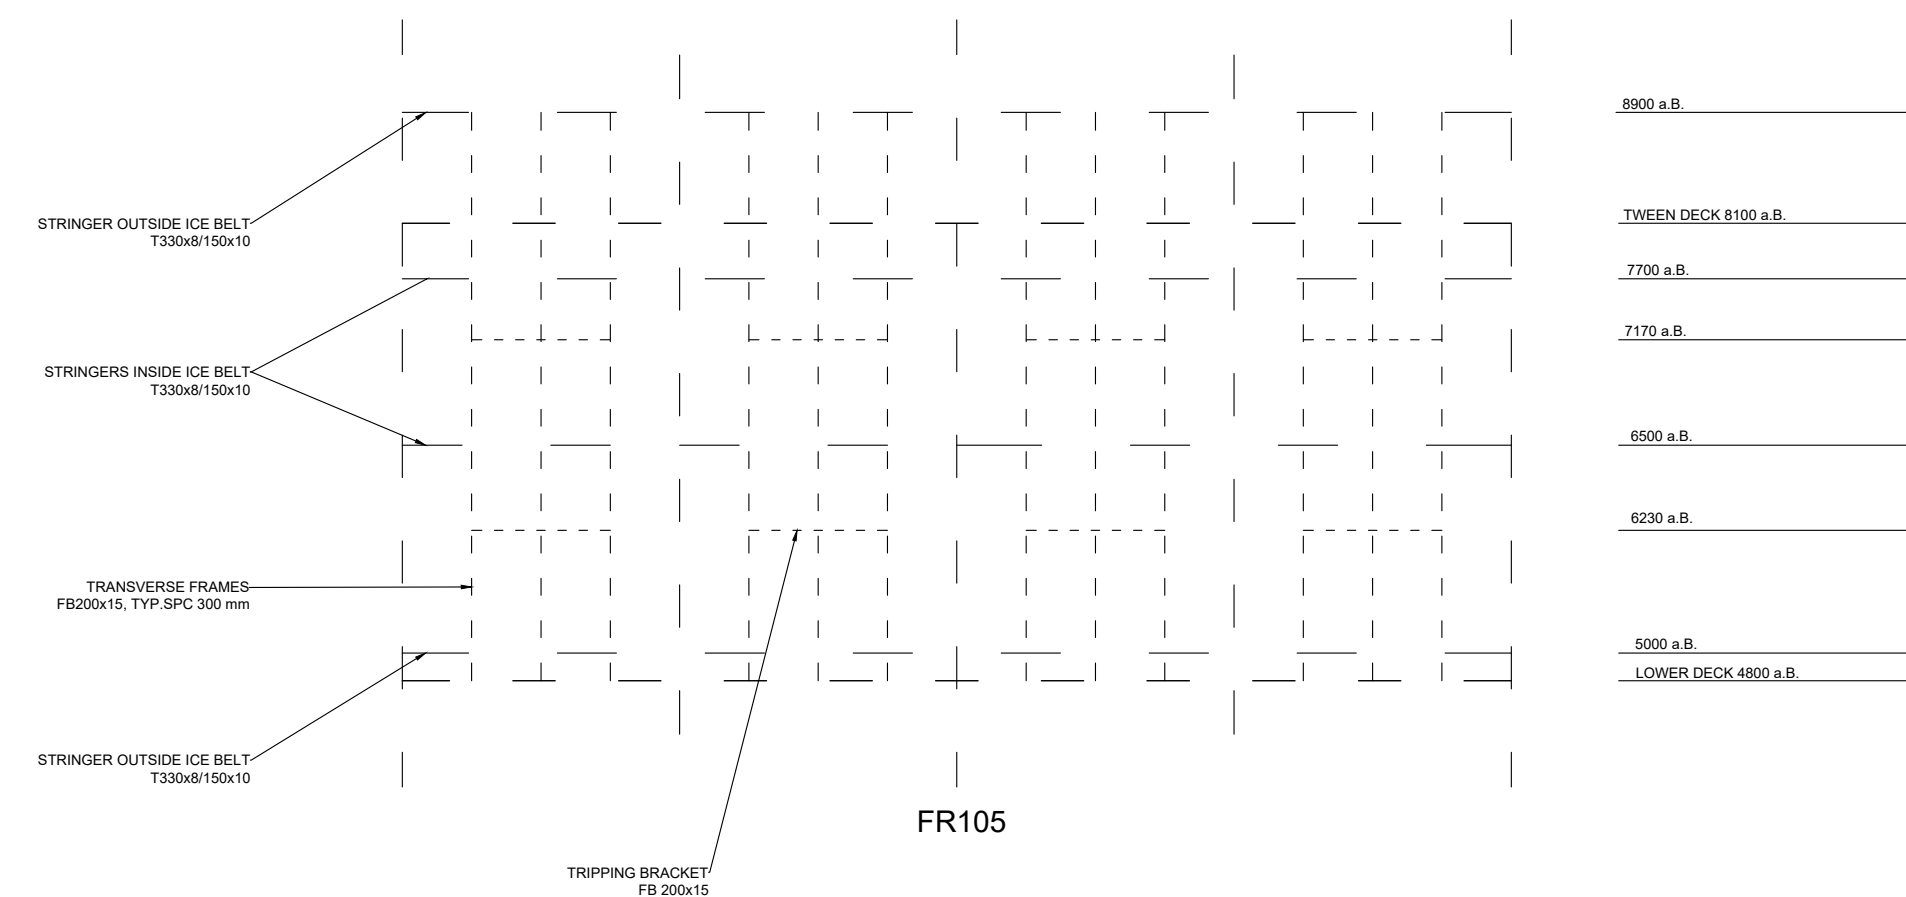 8900 a.B.
STRINGER OUTSIDE ICE BELT
T330x8/150x10
TWEEN DECK 8100 a.B.
7700 a.B.
7170 a.B.
STRINGERS INSIDE ICE BELT
T330x8/150x10
6500 a.B.
6230 a.B.
TRANSVERSE FRAMES
FB200x15, TYP.SPC 300 mm
5000 a.B.
LOWER DECK 4800 a.B.
STRINGER OUTSIDE ICE BELT
T330x8/150x10
FR105
TRIPPING BRACKET
FB 200x15